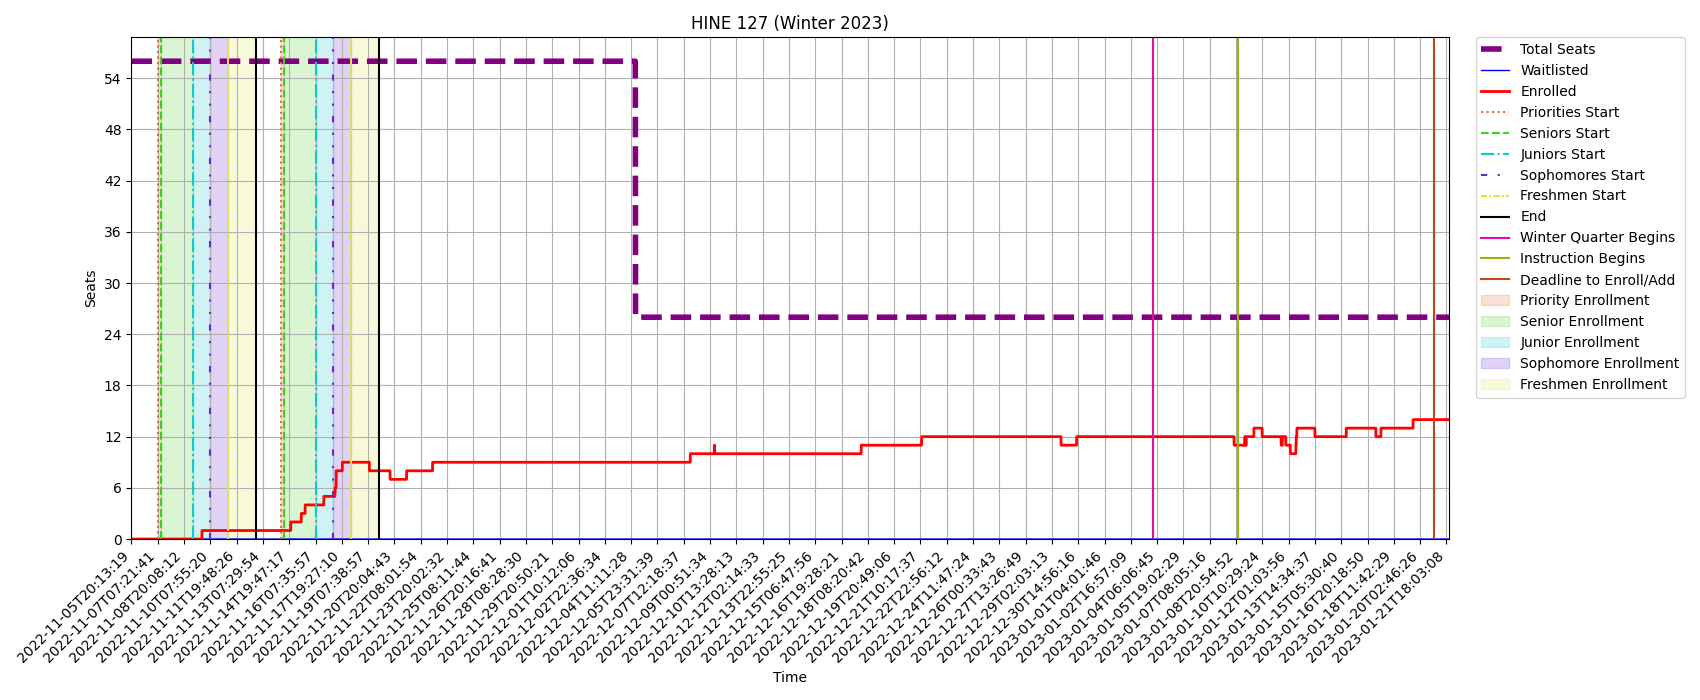 HINE 127 (Winter 2023)
Seats
54
48
42
36
30
24
18
12
6
0
2022-11-05T20:13:19
2022-11-07T07:21:41
2022-11-08T20:08:12
2022-11-10T07:55:20
2022-11-11T19:48:26
2022-11-13T07:29:54
2022-11-14T19:47:17
2022-11-16T07:35:57
2022-11-17T19:27:10
2022-11-19T07:38:57
2022-11-20T20:04:43
2022-11-22T08:01:54
2022-11-23T20:02:32
2022-11-25T08:11:44
2022-11-26T20:16:41
2022-11-28T08:28:30
2022-11-29T20:50:21
2022-12-01T10:12:06
2022-12-02T22:36:34
2022-12-04T11:11:28
2022-12-05T23:31:39
2022-12-07T12:18:37
2022-12-09T00:51:34
2022-12-10T13:28:13
2022-12-12T02:14:33
2022-12-13T22:55:25
2022-12-15T06:47:56
2022-12-16T19:28:21
2022-12-18T08:20:42
2022-12-19T20:49:06
2022-12-21T10:17:37
2022-12-22T22:56:12
2022-12-24T11:47:24
2022-12-26T00:33:43
2022-12-27T13:26:49
2022-12-29T02:03:13
2022-12-30T14:56:16
2023-01-01T04:01:46
2023-01-02T16:57:09
2023-01-04T06:06:45
2023-01-05T19:02:29
2023-01-07T08:05:16
2023-01-08T20:54:52
2023-01-10T10:29:24
2023-01-12T01:03:56
2023-01-13T14:34:37
2023-01-15T05:30:40
2023-01-16T20:18:50
2023-01-18T11:42:29
2023-01-20T02:46:26
2023-01-21T18:03:08
Time
Total Seats
Waitlisted
Enrolled
Priorities Start
Seniors Start
Juniors Start
Sophomores Start
Freshmen Start
End
Winter Quarter Begins
Instruction Begins
Deadline to Enroll/Add
Priority Enrollment
Senior Enrollment
Junior Enrollment
Sophomore Enrollment
Freshmen Enrollment